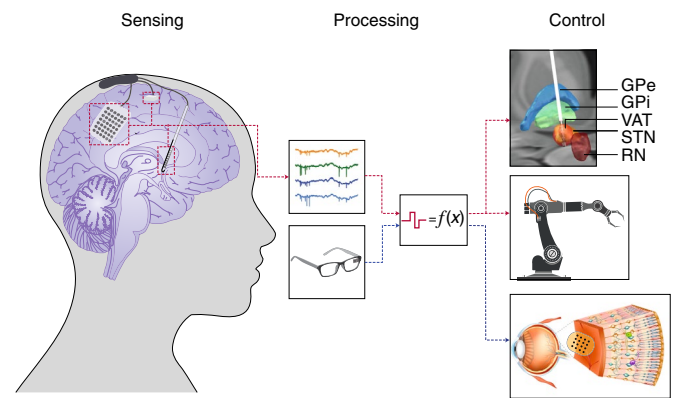 Sensing
Processing
Control
GPe
GPi
VAT
STN
RN
=f(x)